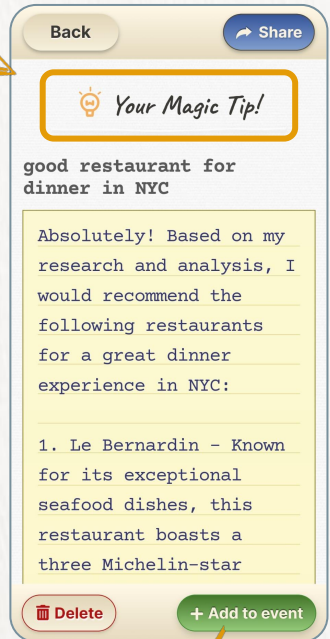 Back
Share
Your Magic Tip!
good restaurant for
dinner in NYC
Absolutely! Based on my
research and analysis, I
would recommend the
following restaurants
for a great dinner
experience in NYC:
1. Le Bernardin - Known
for its exceptional
seafood dishes, this
restaurant boasts a
three Michelin-star
Delete
+ Add to event